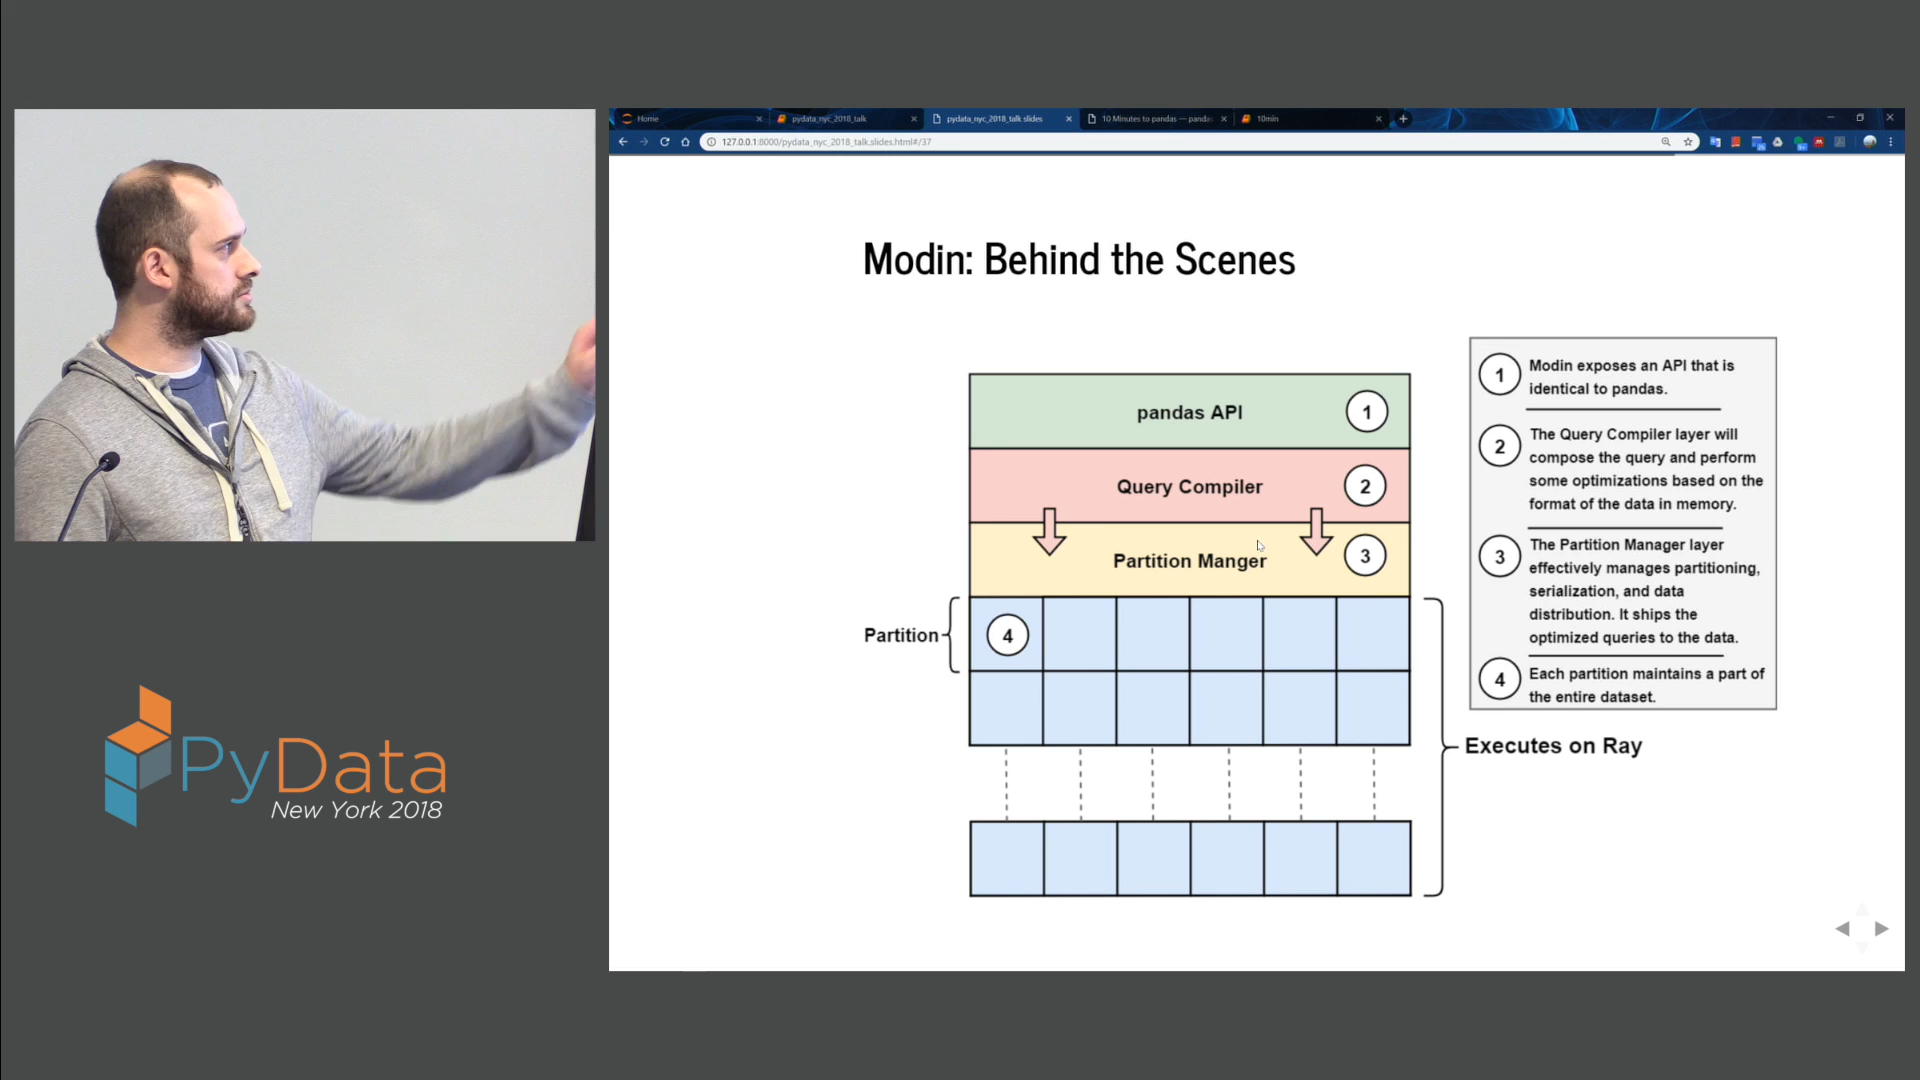 Home
pydata_nyc_2018_talk
pydata_nyc_2018_talk slides
10 Minutes to pandas — panda
10min
127.0.0.1:8000/pydata_nyc_2018_talk.slides.html#/37
Modin: Behind the Scenes
pandas API
1
Query Compiler
2
Partition Manger
3
Partition
4
1
Modin exposes an API that is
identical to pandas.
2
The Query Compiler layer will
compose the query and perform
some optimizations based on the
format of the data in memory.
3
The Partition Manager layer
effectively manages partitioning,
serialization, and data
distribution. It ships the
optimized queries to the data.
4
Each partition maintains a part of
the entire dataset.
Executes on Ray
PyData
New York 2018